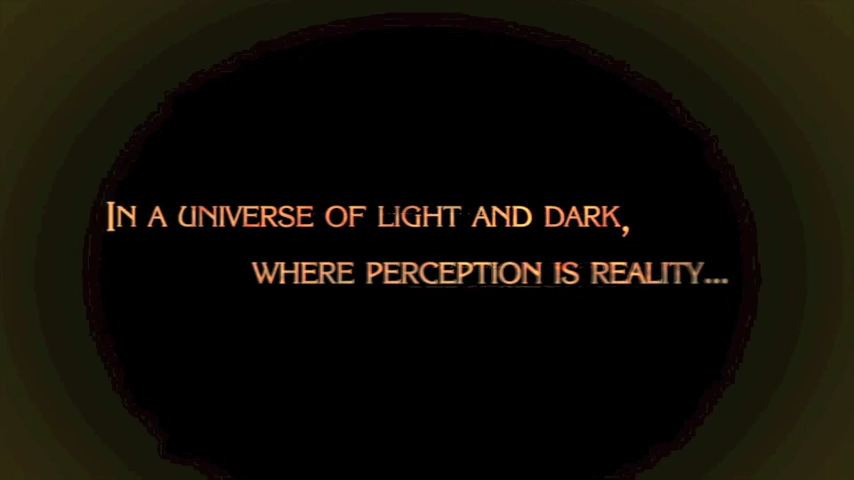 In a universe of light and dark,
where perception is reality...